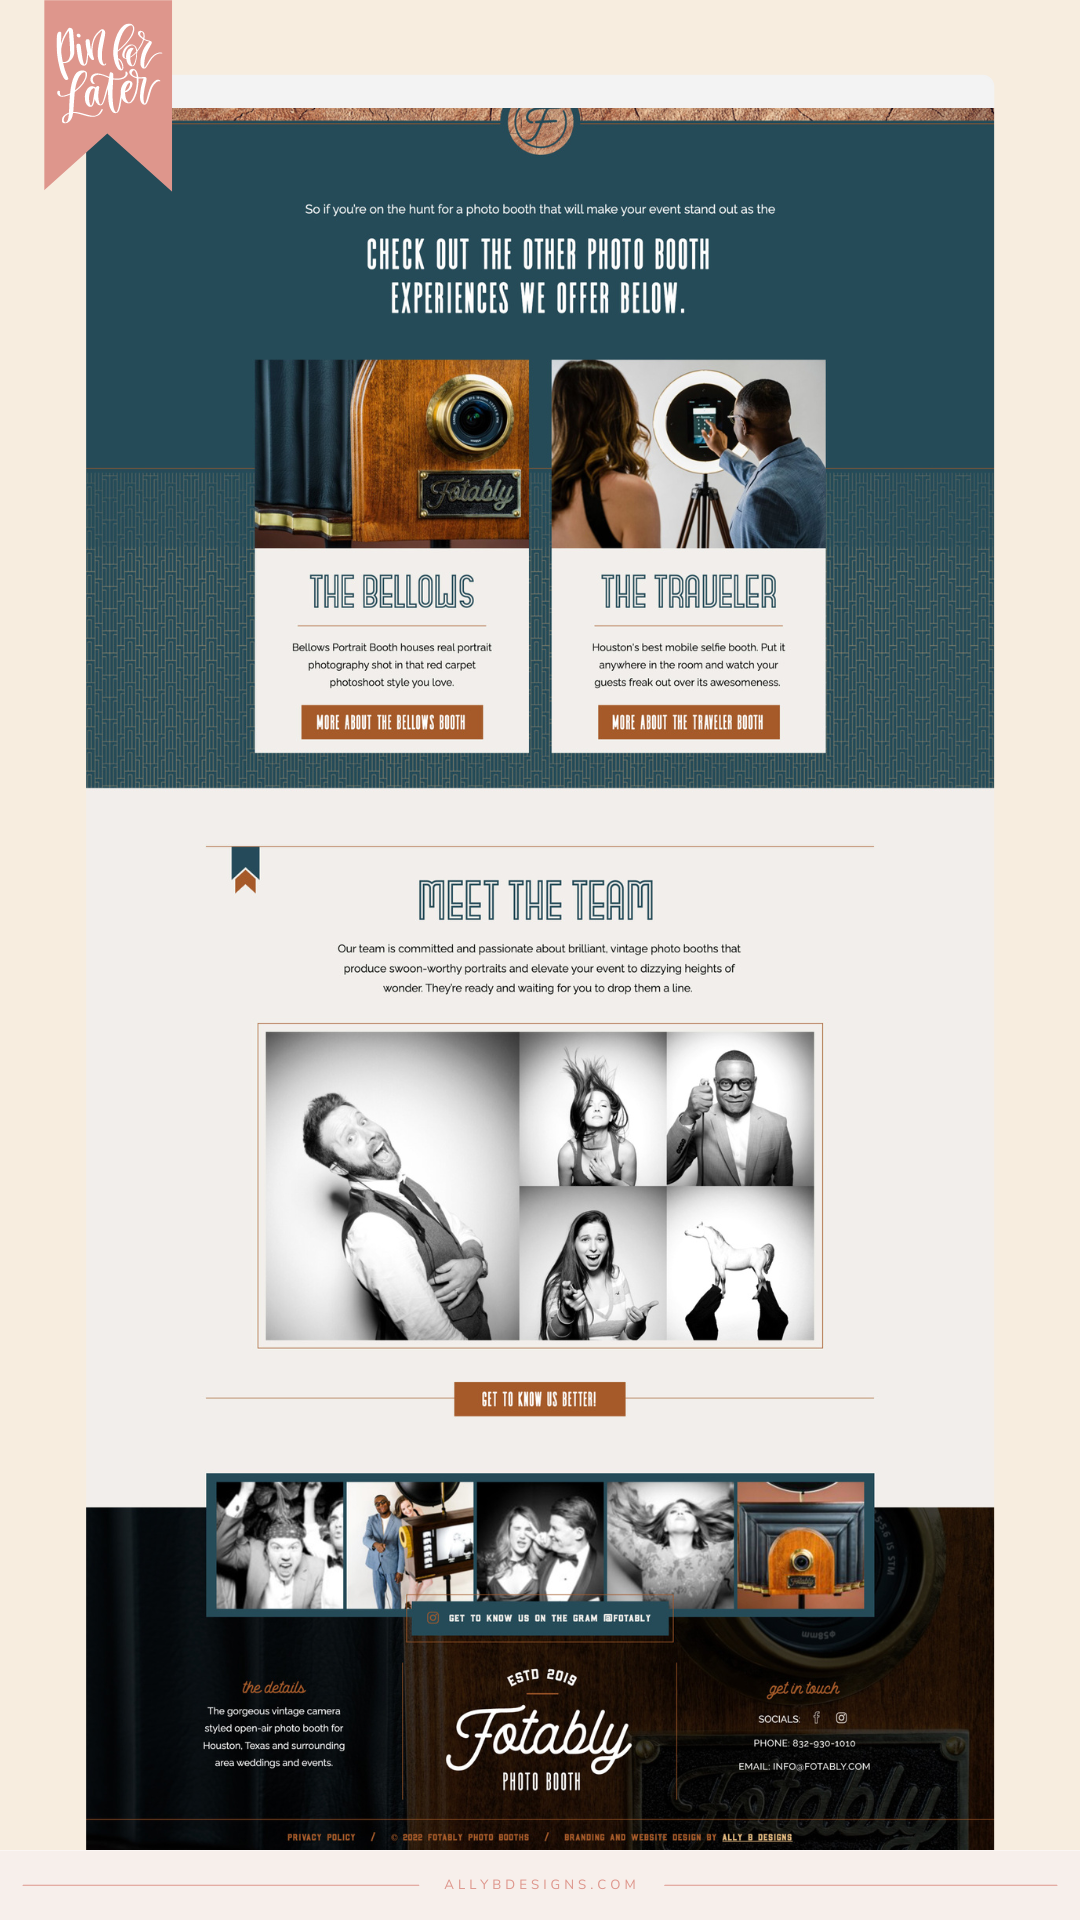 Pin for
Later
F
So if you're on the hunt for a photo booth that will make your event stand out as the
CHECK OUT THE OTHER PHOTO BOOTH
EXPERIENCES WE OFFER BELOW.
Fotably
THE BELLOWS
Bellows Portrait Booth houses real portrait
photography shot in that red carpet
photoshoot style you love.
MORE ABOUT THE BELLOWS BOOTH
THE TRAVELER
Houston's best mobile selfie booth. Put it
anywhere in the room and watch your
guests freak out over its awesomeness.
MORE ABOUT THE TRAVELER BOOTH
MEET THE TEAM
Our team is committed and passionate about brilliant, vintage photo booths that
produce swoon-worthy portraits and elevate your event to dizzying heights of
wonder. They're ready and waiting for you to drop them a line.
GET TO KNOW US BETTER!
GET TO KNOW US ON THE GRAM @FOTABLY
the details
The gorgeous vintage camera
styled open-air photo booth for
Houston, Texas and surrounding
area weddings and events.
ESTD 2019
Fotably
PHOTO BOOTH
get in touch
SOCIALS:
PHONE: 832-930-1010
EMAIL: INFO@FOTABLY.COM
ø58mm
Fotably
PRIVACY POLICY / © 2022 FOTABLY PHOTO BOOTHS / BRANDING AND WEBSITE DESIGN BY ALLY B DESIGNS
ALLYBDESIGNS.COM